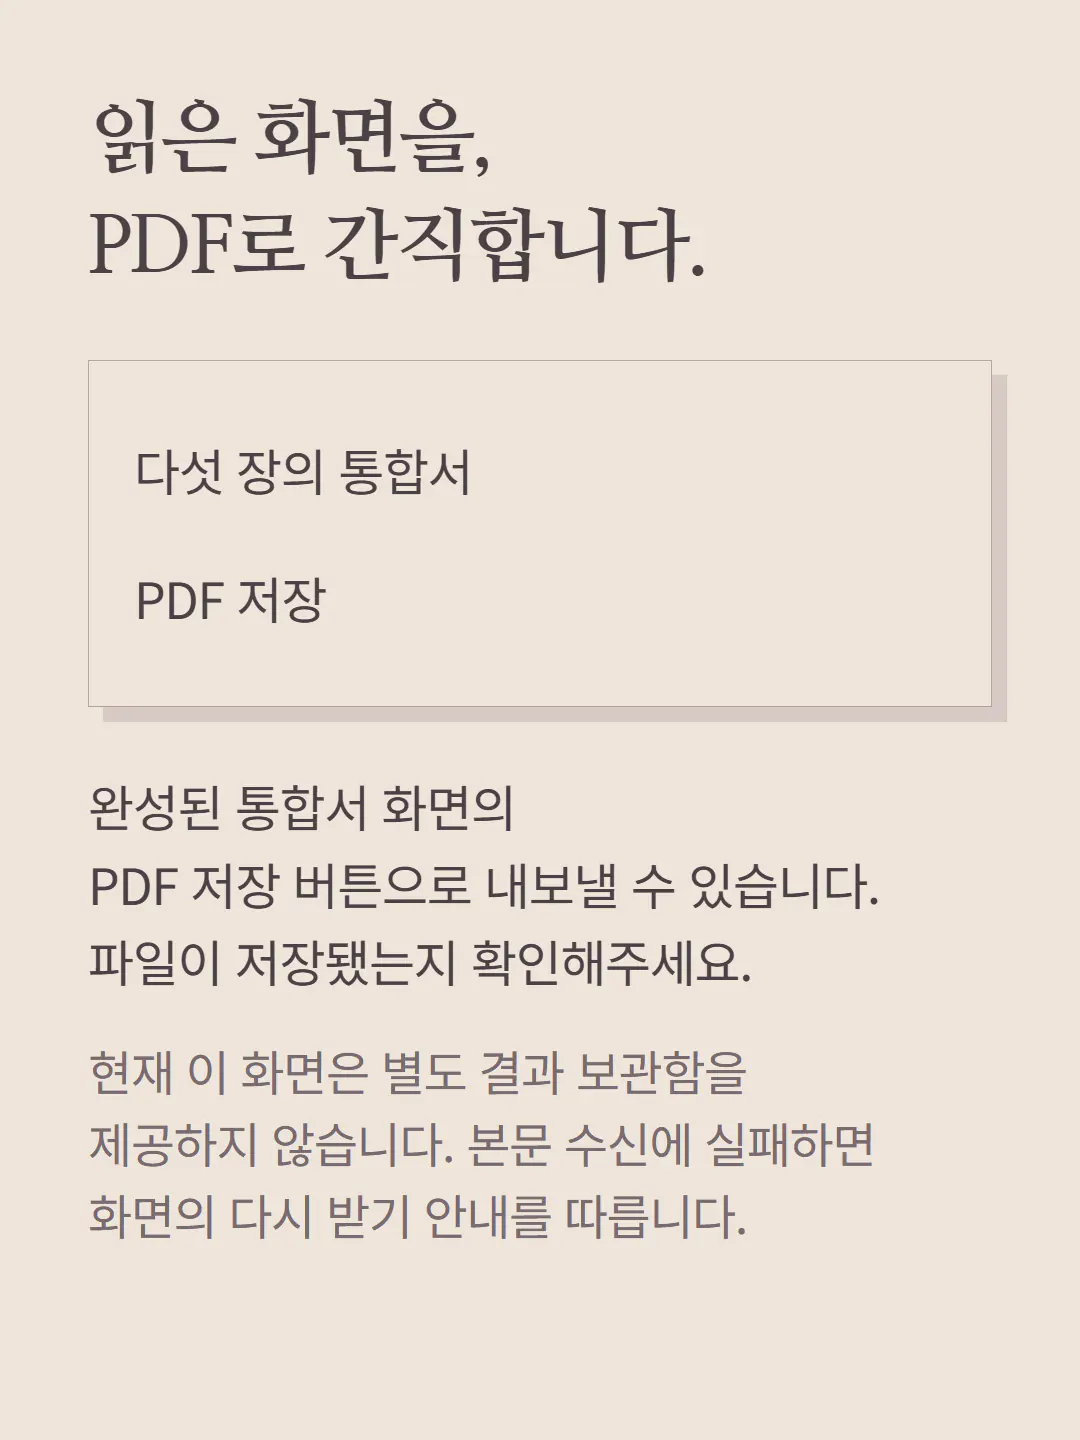 읽은 화면을,
PDF로 간직합니다.
다섯 장의 통합서
PDF 저장
완성된 통합서 화면의
PDF 저장 버튼으로 내보낼 수 있습니다.
파일이 저장됐는지 확인해주세요.
현재 이 화면은 별도 결과 보관함을
제공하지 않습니다. 본문 수신에 실패하면
화면의 다시 받기 안내를 따릅니다.